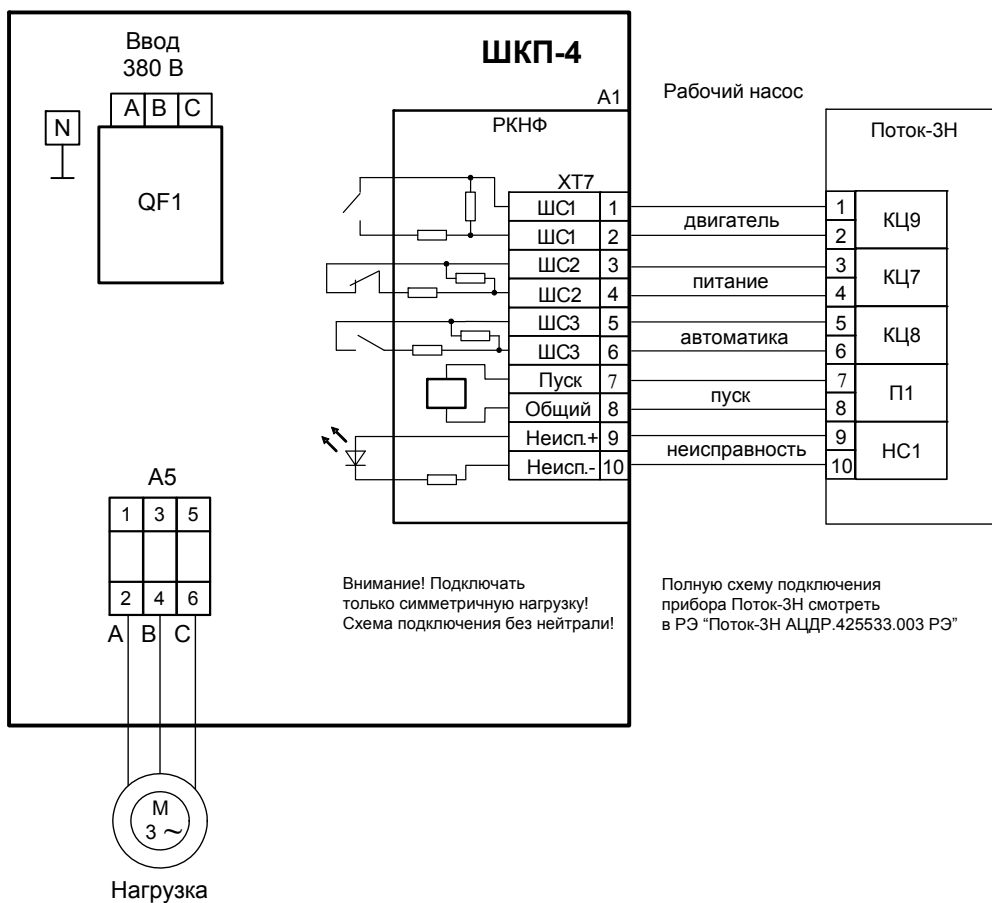 Ввод
380 В
ШКП-4
A B C
N
QF1
А1
РКНФ
ХТ7
ШС1 1
ШС1 2
ШС2 3
ШС2 4
ШС3 5
ШС3 6
Пуск 7
Общий 8
Неисп.+ 9
Неисп.- 10
Рабочий насос
двигатель
питание
автоматика
пуск
неисправность
Поток-3Н
1
2
КЦ9
3
4
КЦ7
5
6
КЦ8
7
8
П1
9
10
НС1
А5
1 3 5
2 4 6
А В С
Внимание! Подключать
только симметричную нагрузку!
Схема подключения без нейтрали!
Полную схему подключения
прибора Поток-3Н смотреть
в РЭ “Поток-3Н АЦДР.425533.003 РЭ”
М
3 ~
Нагрузка